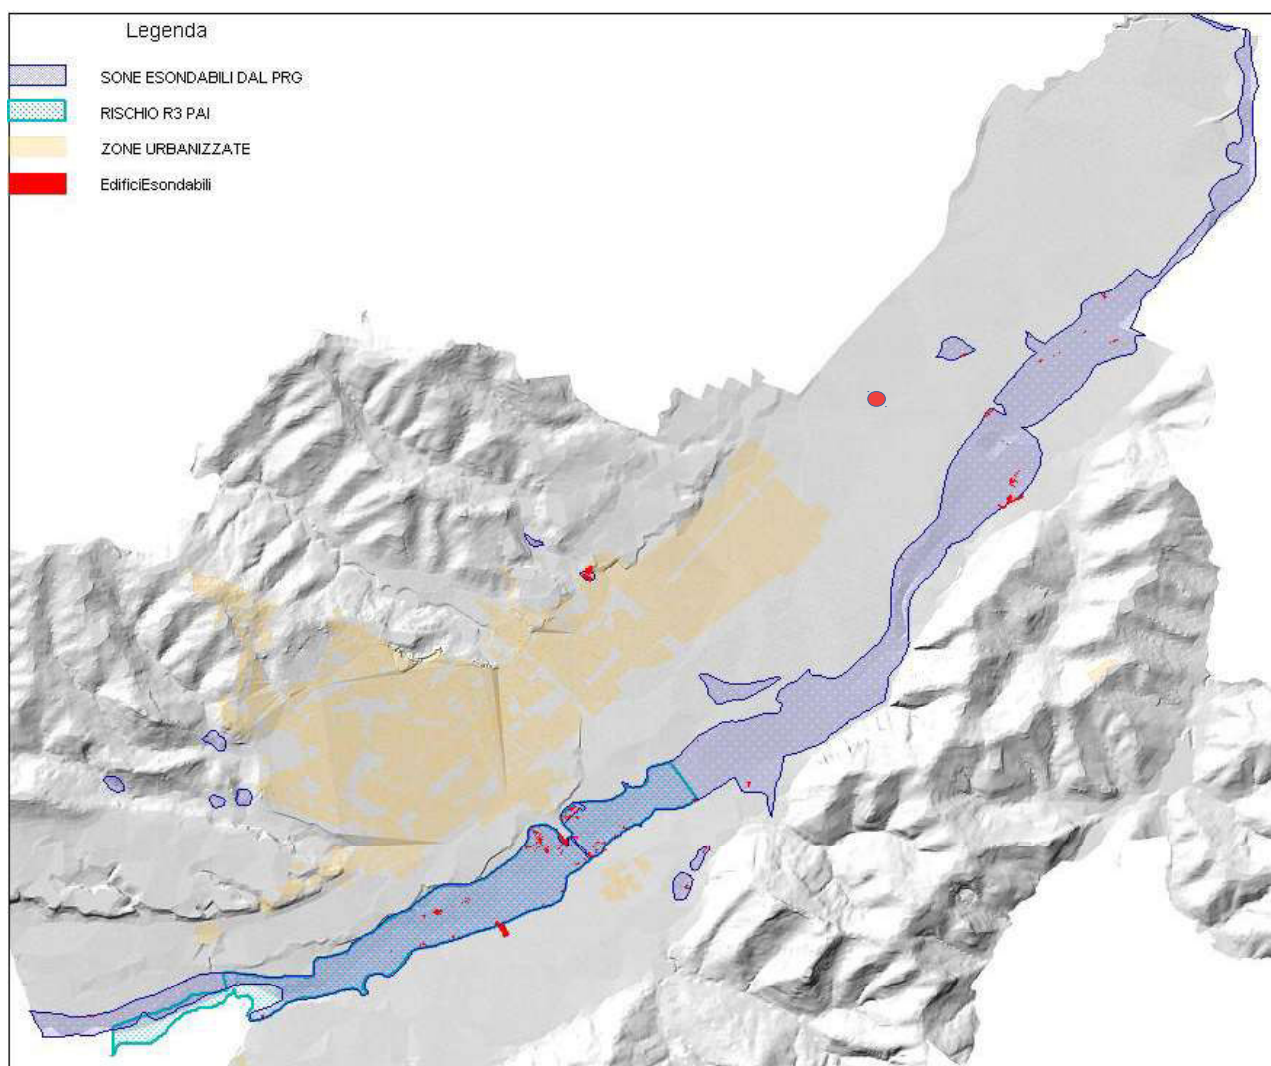 Legenda
SONE ESONDABILI DAL PRG
RISCHIO R3 PAI
ZONE URBANIZZATE
EdificiEsondabili